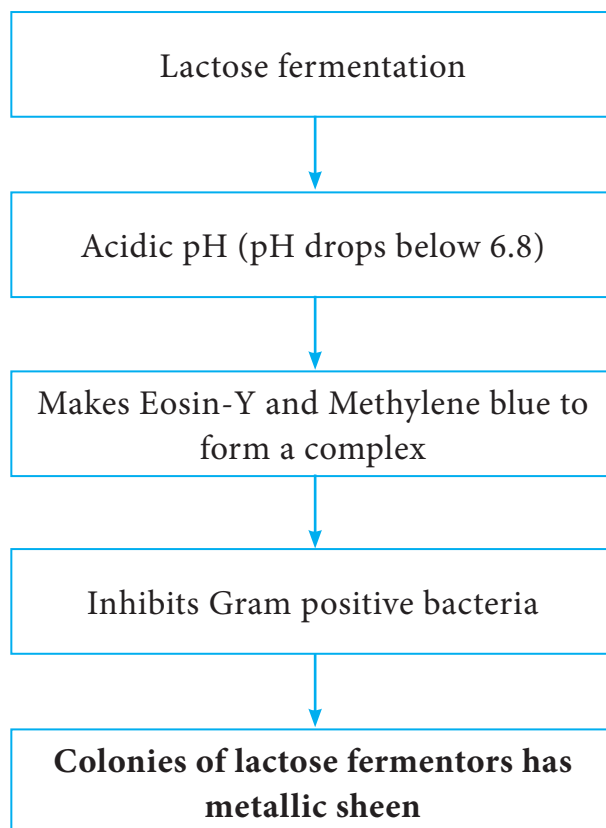 Lactose fermentation
Acidic pH (pH drops below 6.8)
Makes Eosin-Y and Methylene blue to
form a complex
Inhibits Gram positive bacteria
Colonies of lactose fermentors has
metallic sheen